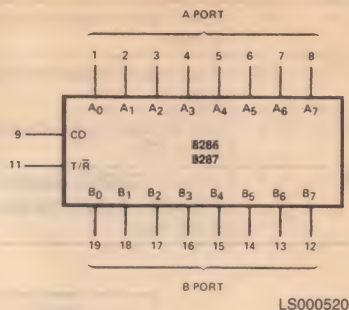 A PORT
1 2 3 4 5 6 7 8
A0 A1 A2 A3 A4 A5 A6 A7
9 CD
8286
8287
11 T/R̅
B0 B1 B2 B3 B4 B5 B6 B7
19 18 17 16 15 14 13 12
B PORT
LS000520